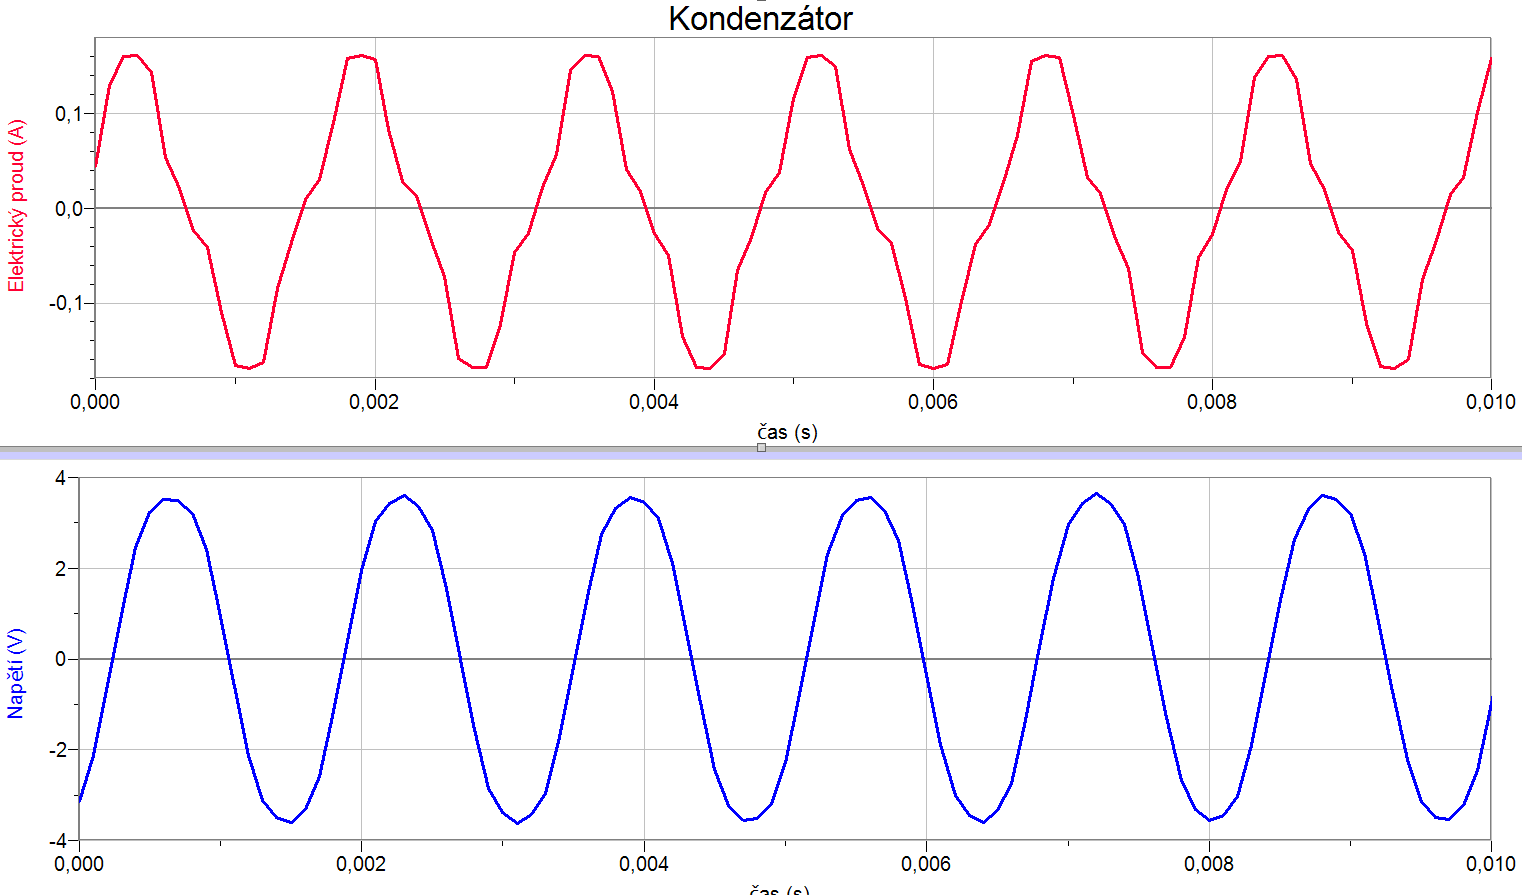 Kondenzátor
Elektrický proud (A)
0,1
0,0
-0,1
0,000 0,002 0,004 0,006 0,008 0,010
čas (s)
Napětí (V)
4
2
0
-2
-4
0,000 0,002 0,004 0,006 0,008 0,010
čas (s)